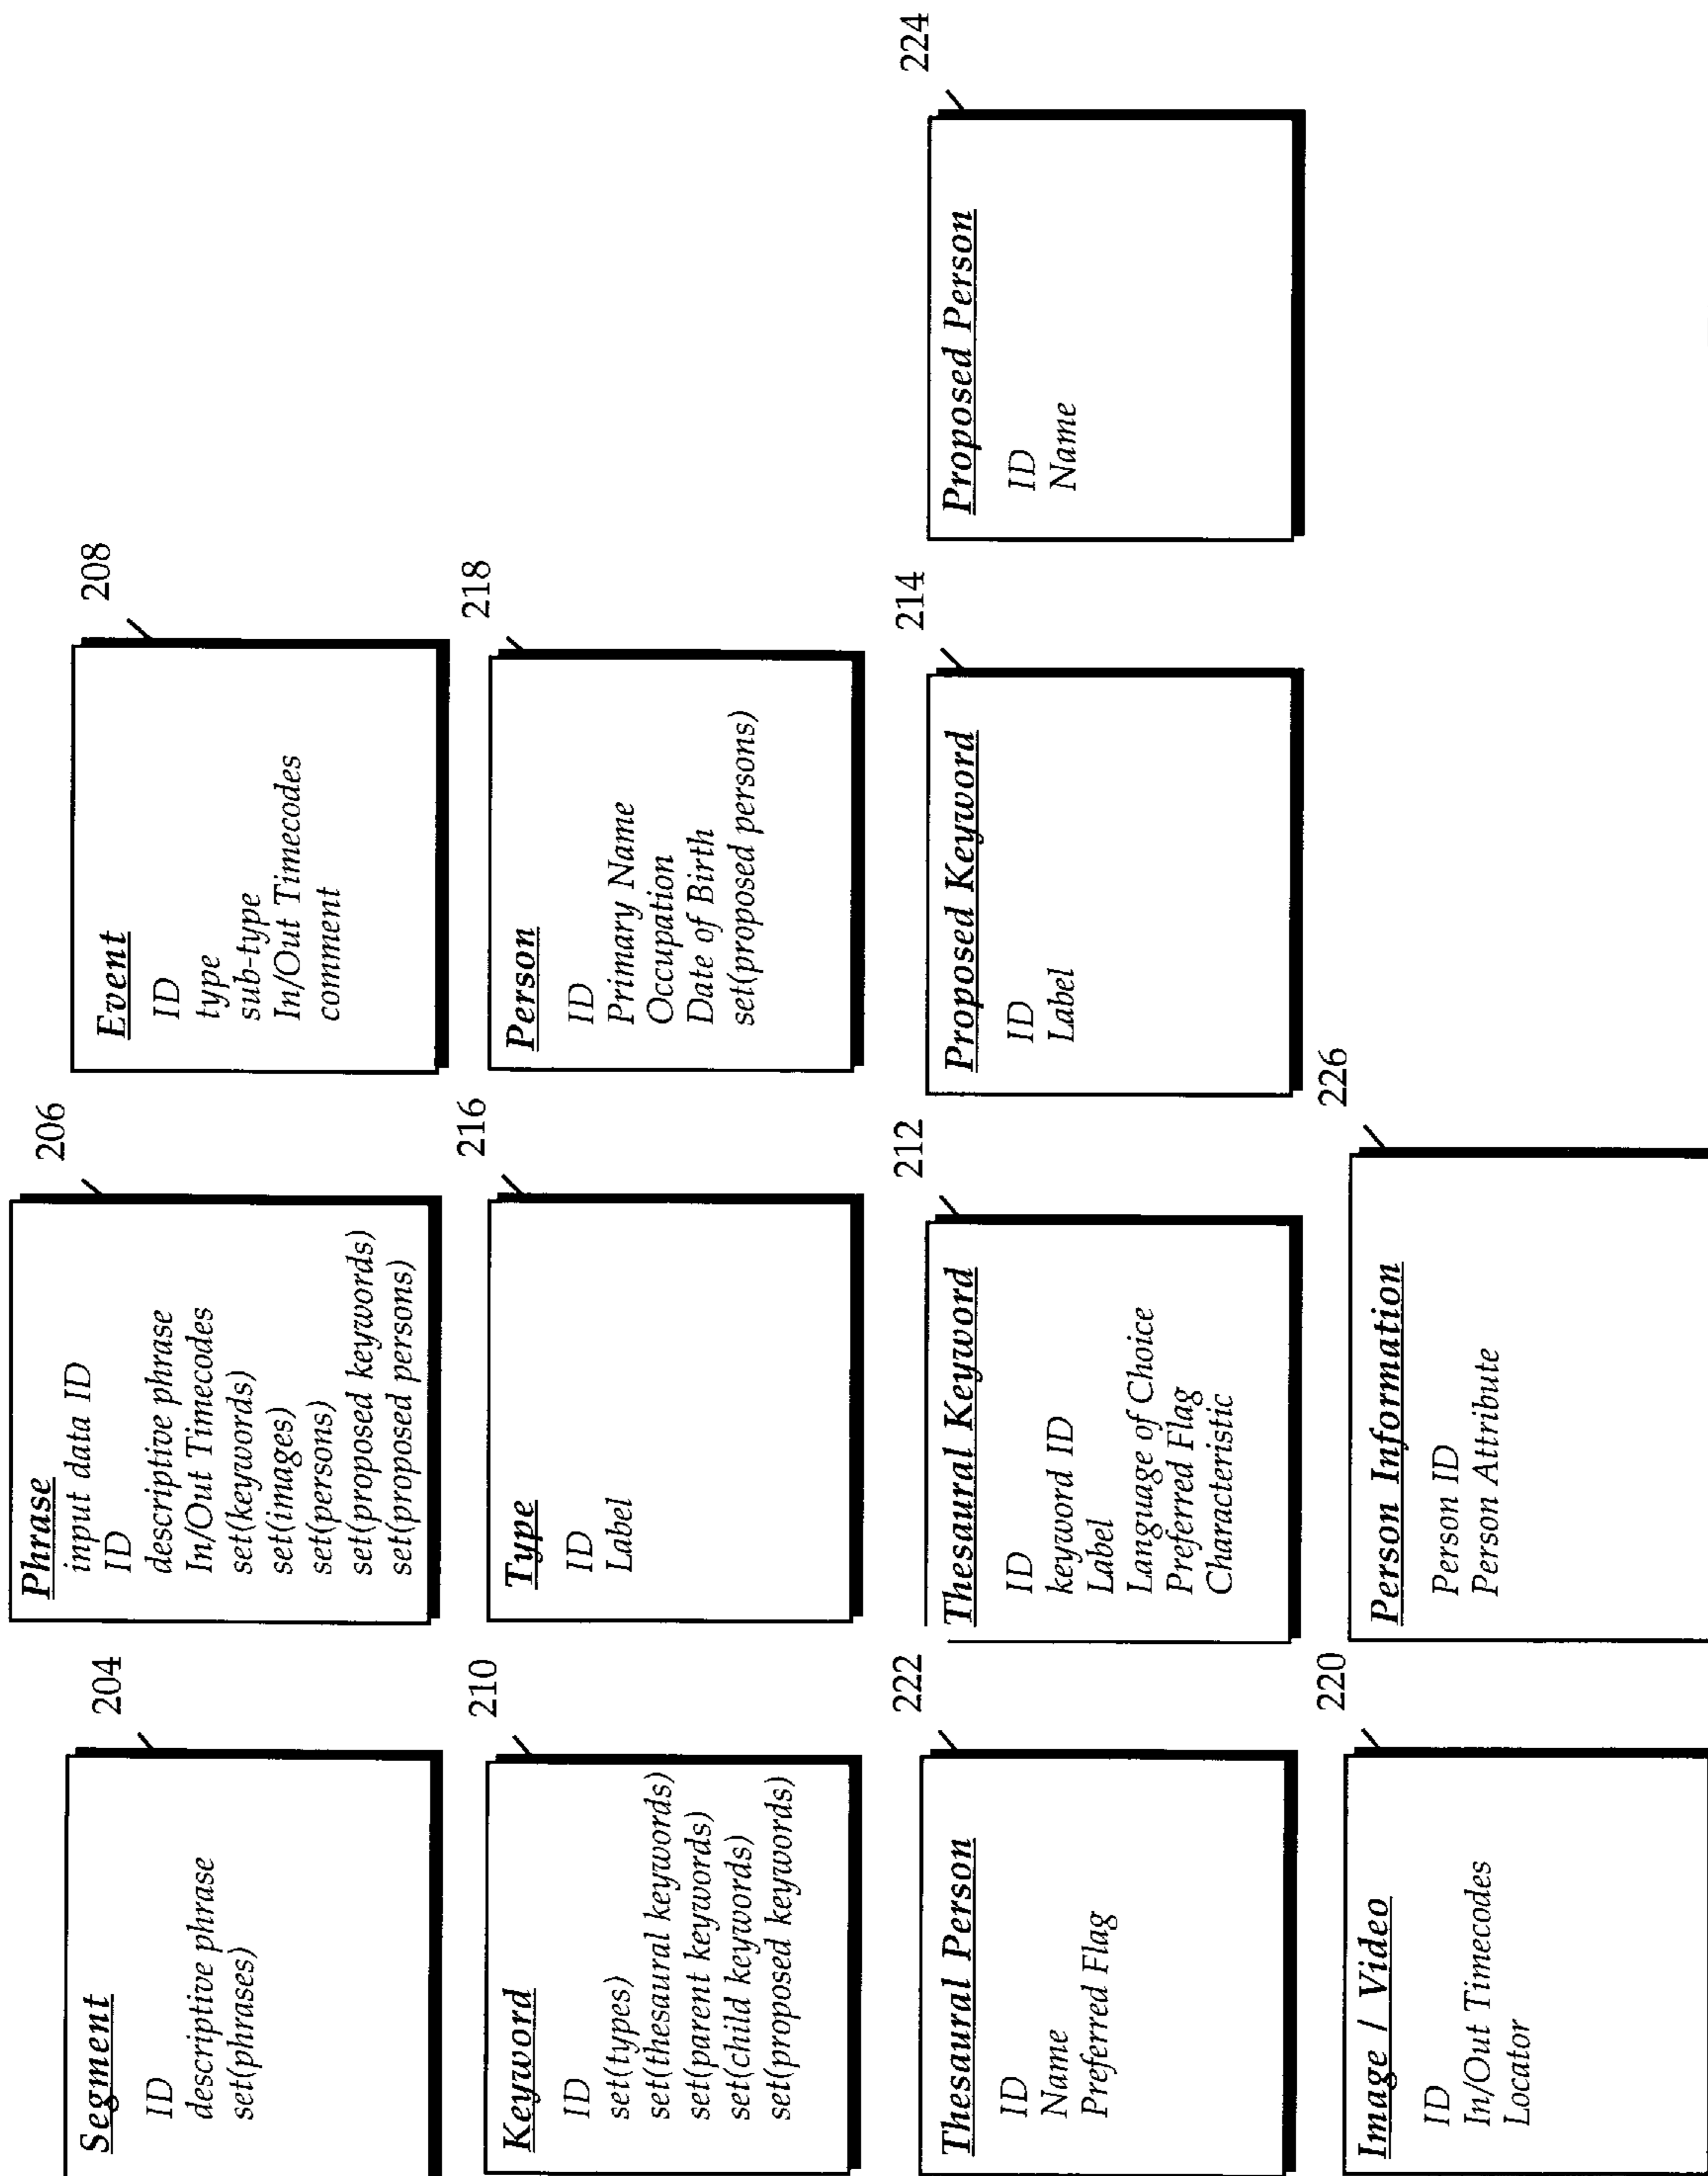 204
Segment
ID
descriptive phrase
set(phrases)
206
Phrase
input data ID
ID
descriptive phrase
In/Out Timecodes
set(keywords)
set(images)
set(persons)
set(proposed keywords)
set(proposed persons)
208
Event
ID
type
sub-type
In/Out Timecodes
comment
210
Keyword
ID
set(types)
set(thesaural keywords)
set(parent keywords)
set(child keywords)
set(proposed keywords)
216
Type
ID
Label
218
Person
ID
Primary Name
Occupation
Date of Birth
set(proposed persons)
222
Thesaural Person
ID
Name
Preferred Flag
212
Thesaural Keyword
ID
keyword ID
Label
Language of Choice
Preferred Flag
Characteristic
214
Proposed Keyword
ID
Label
224
Proposed Person
ID
Name
220
Image / Video
ID
In/Out Timecodes
Locator
226
Person Information
Person ID
Person Attribute